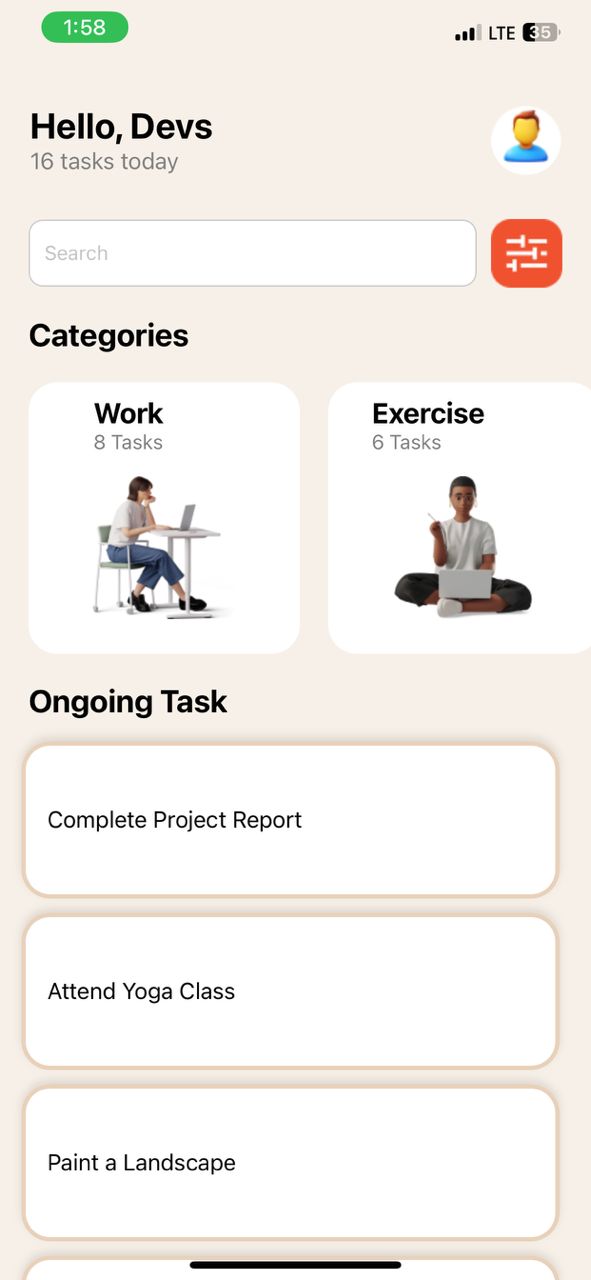 1:58
LTE 35
Hello, Devs
16 tasks today
Search
Categories
Work
8 Tasks
Exercise
6 Tasks
Ongoing Task
Complete Project Report
Attend Yoga Class
Paint a Landscape